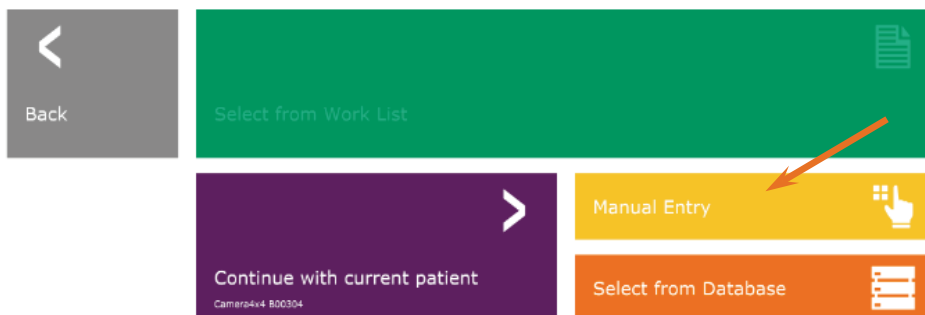 Back
Select from Work List
Continue with current patient
Camera4x4 B00304
Manual Entry
Select from Database